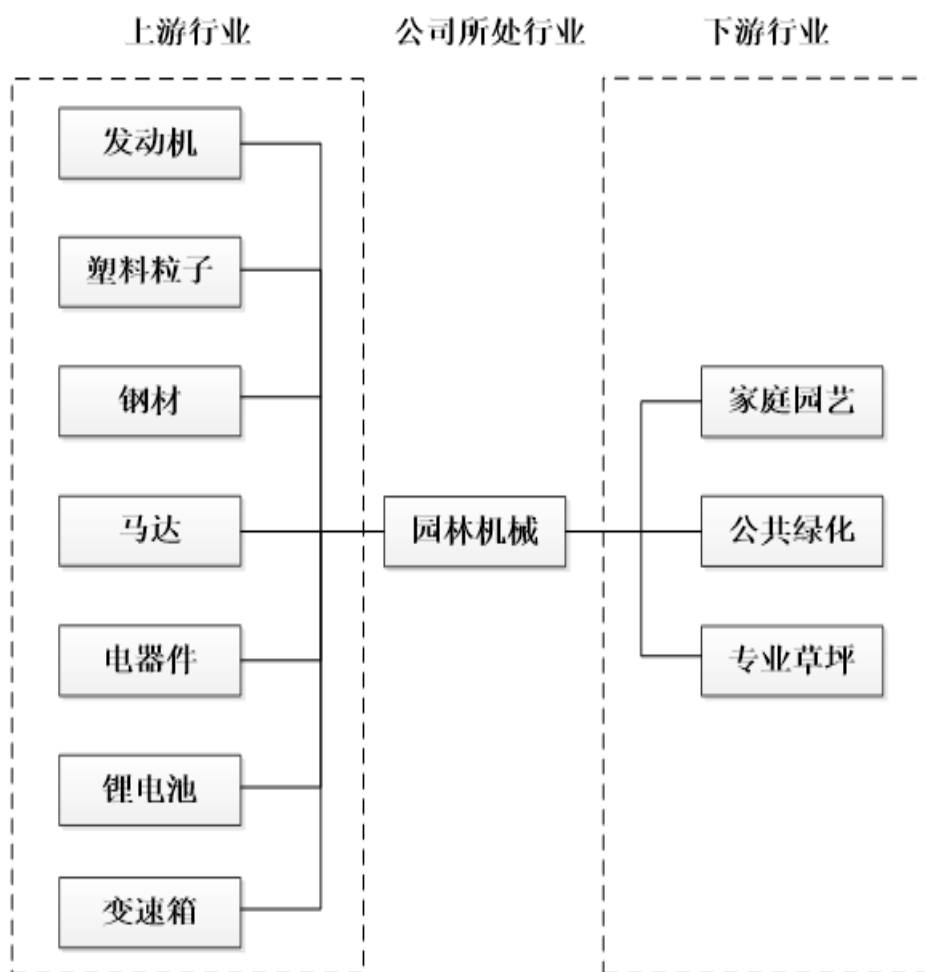 上游行业
公司所处行业
下游行业
发动机
塑料粒子
钢材
马达
电器件
锂电池
变速箱
园林机械
家庭园艺
公共绿化
专业草坪